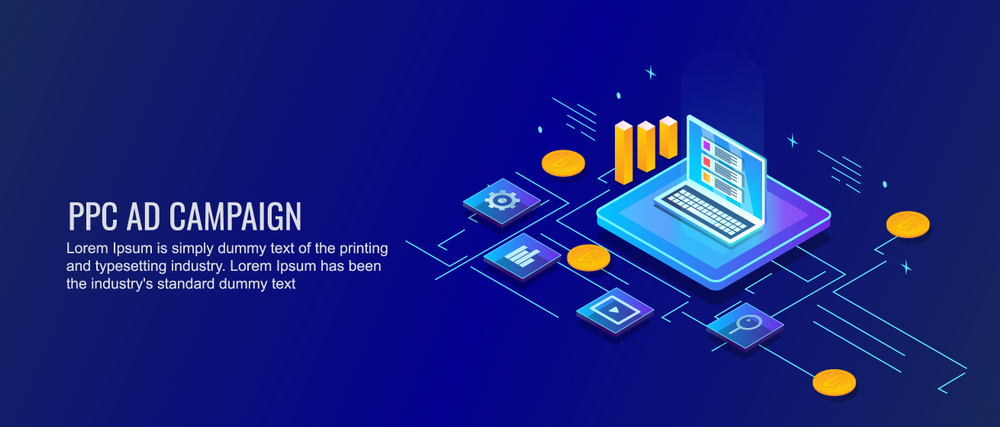 PPC AD CAMPAIGN
Lorem Ipsum is simply dummy text of the printing
and typesetting industry. Lorem Ipsum has been
the industry's standard dummy text